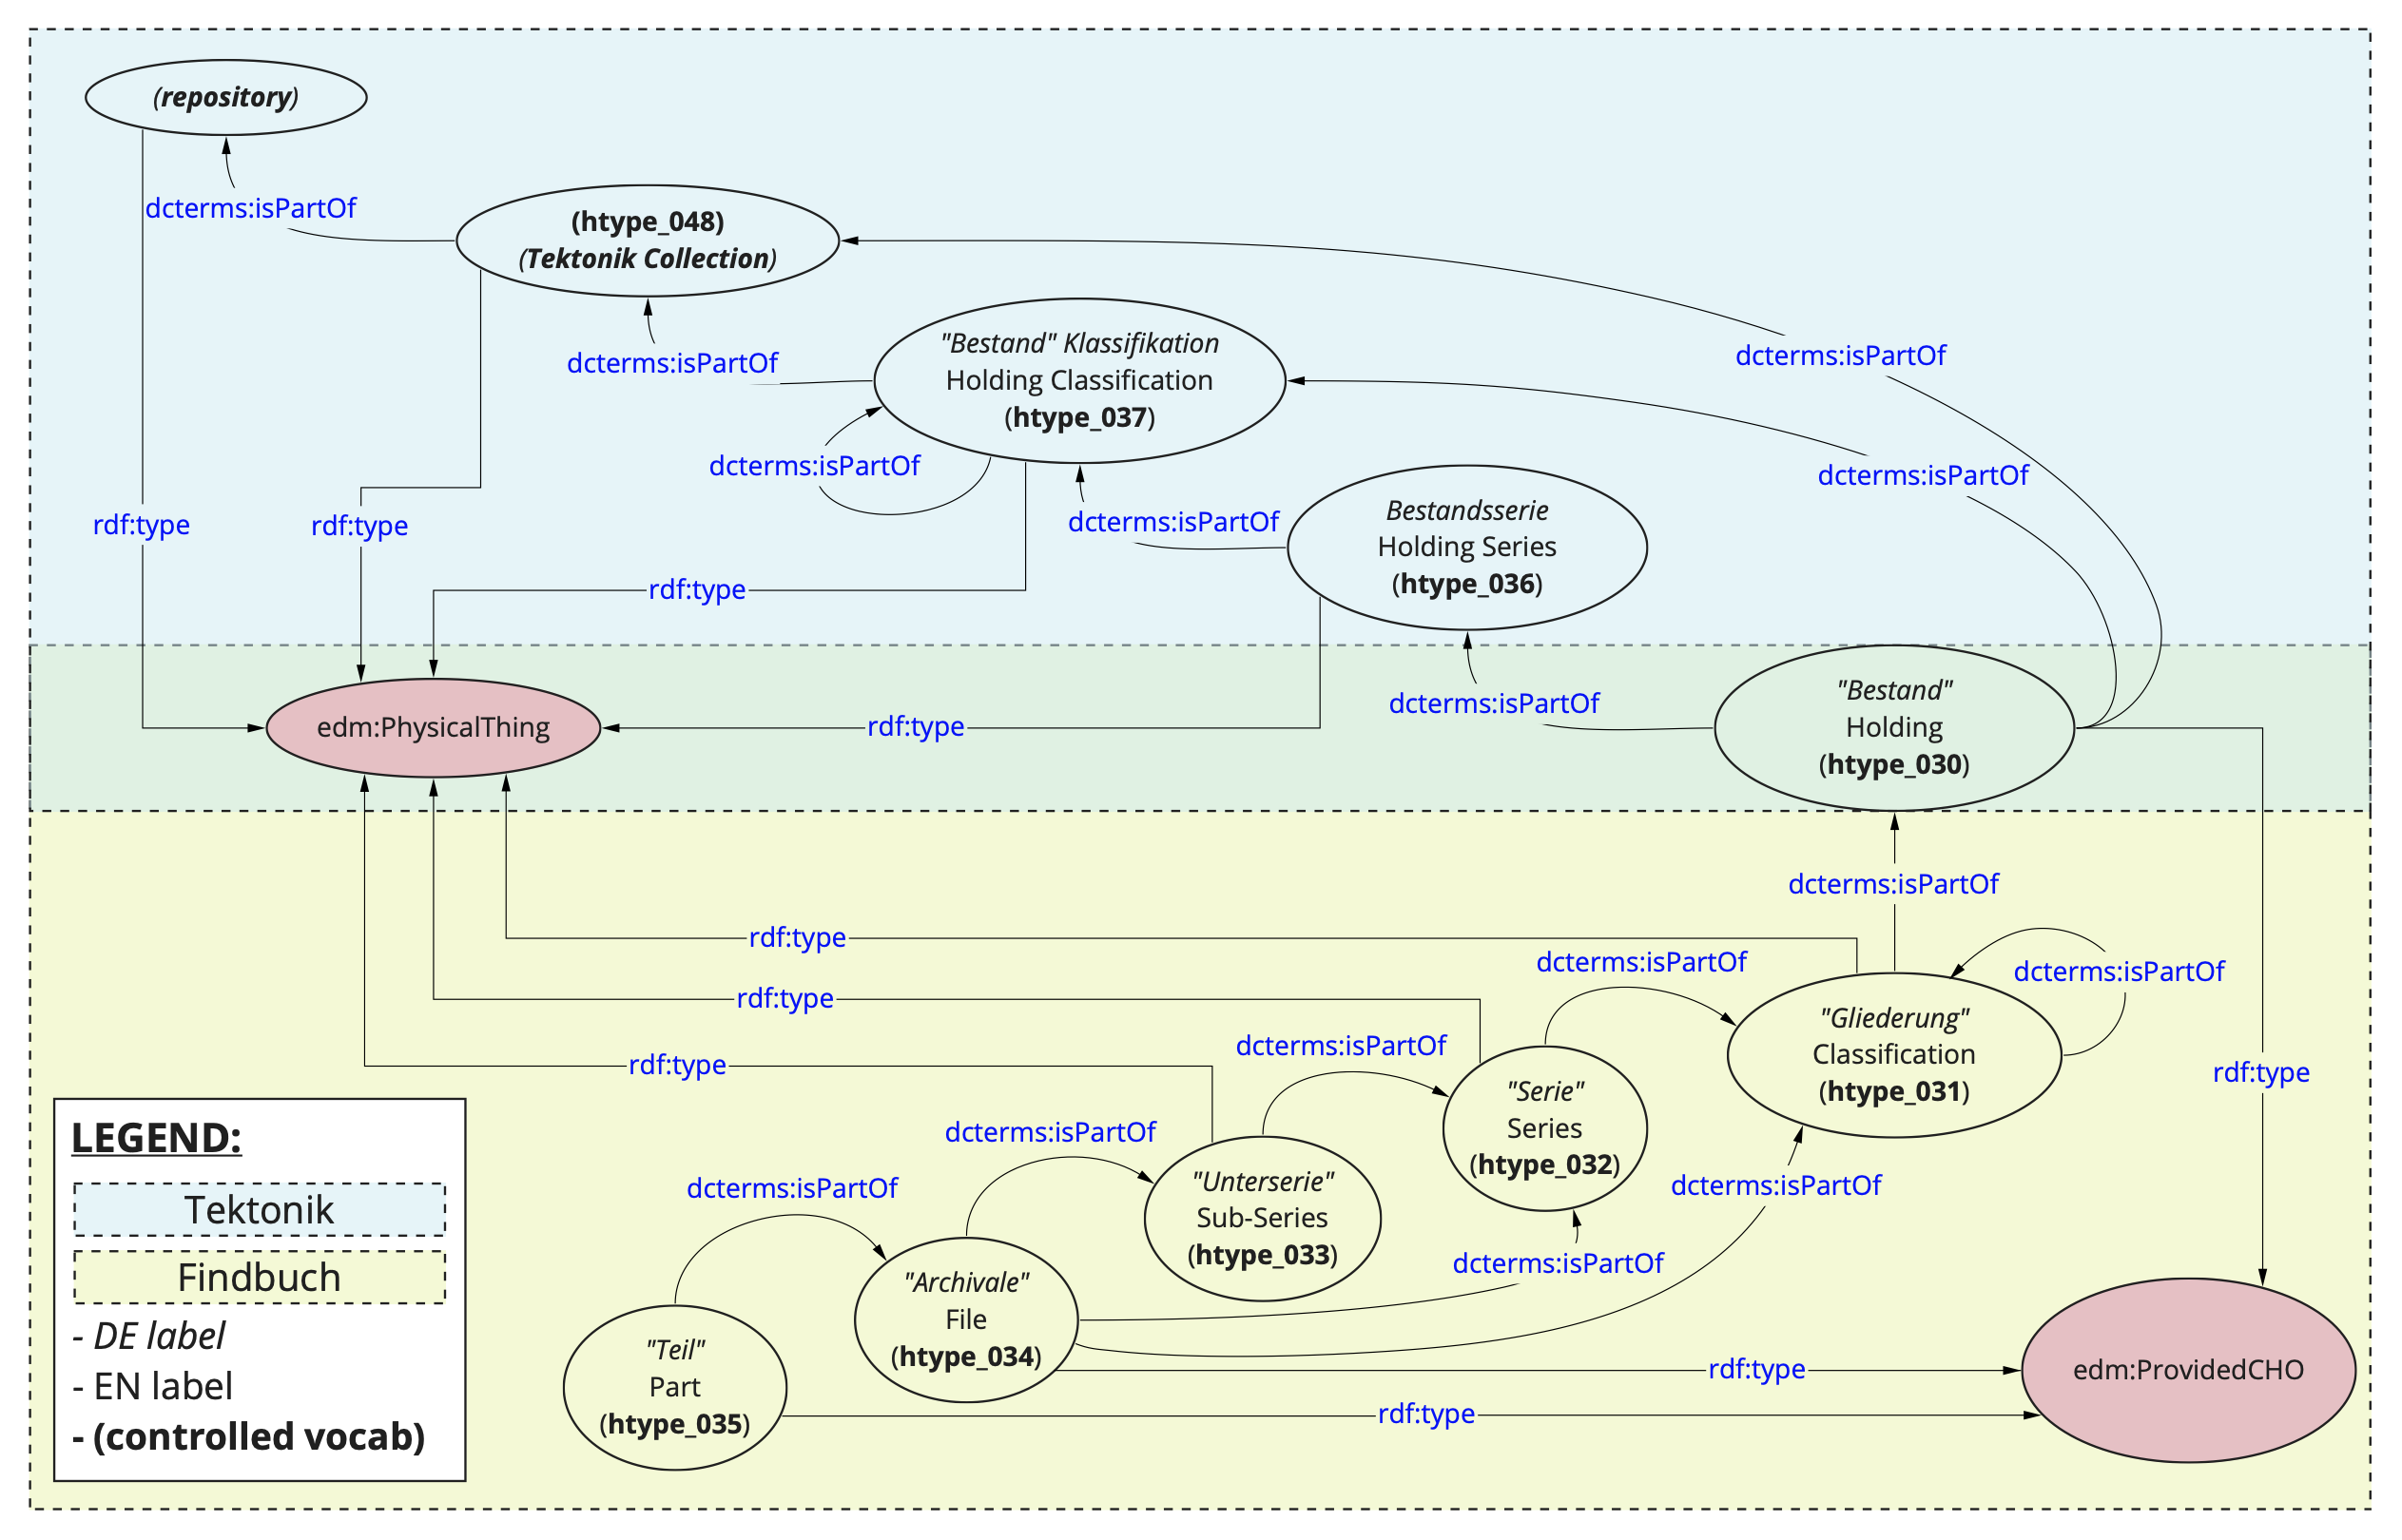 (repository)
dcterms:isPartOf
(htype_048)
(Tektonik Collection)
dcterms:isPartOf
"Bestand" Klassifikation
Holding Classification
(htype_037)
dcterms:isPartOf
dcterms:isPartOf
dcterms:isPartOf
dcterms:isPartOf
Bestandsserie
Holding Series
(htype_036)
dcterms:isPartOf
rdf:type
rdf:type
rdf:type
edm:PhysicalThing
rdf:type
dcterms:isPartOf
"Bestand"
Holding
(htype_030)
dcterms:isPartOf
rdf:type
dcterms:isPartOf
dcterms:isPartOf
rdf:type
"Gliederung"
Classification
(htype_031)
dcterms:isPartOf
rdf:type
rdf:type
"Serie"
Series
(htype_032)
dcterms:isPartOf
dcterms:isPartOf
dcterms:isPartOf
"Unterserie"
Sub-Series
(htype_033)
dcterms:isPartOf
dcterms:isPartOf
"Archivale"
File
(htype_034)
rdf:type
"Teil"
Part
(htype_035)
rdf:type
edm:ProvidedCHO
LEGEND:
Tektonik
Findbuch
- DE label
- EN label
- (controlled vocab)